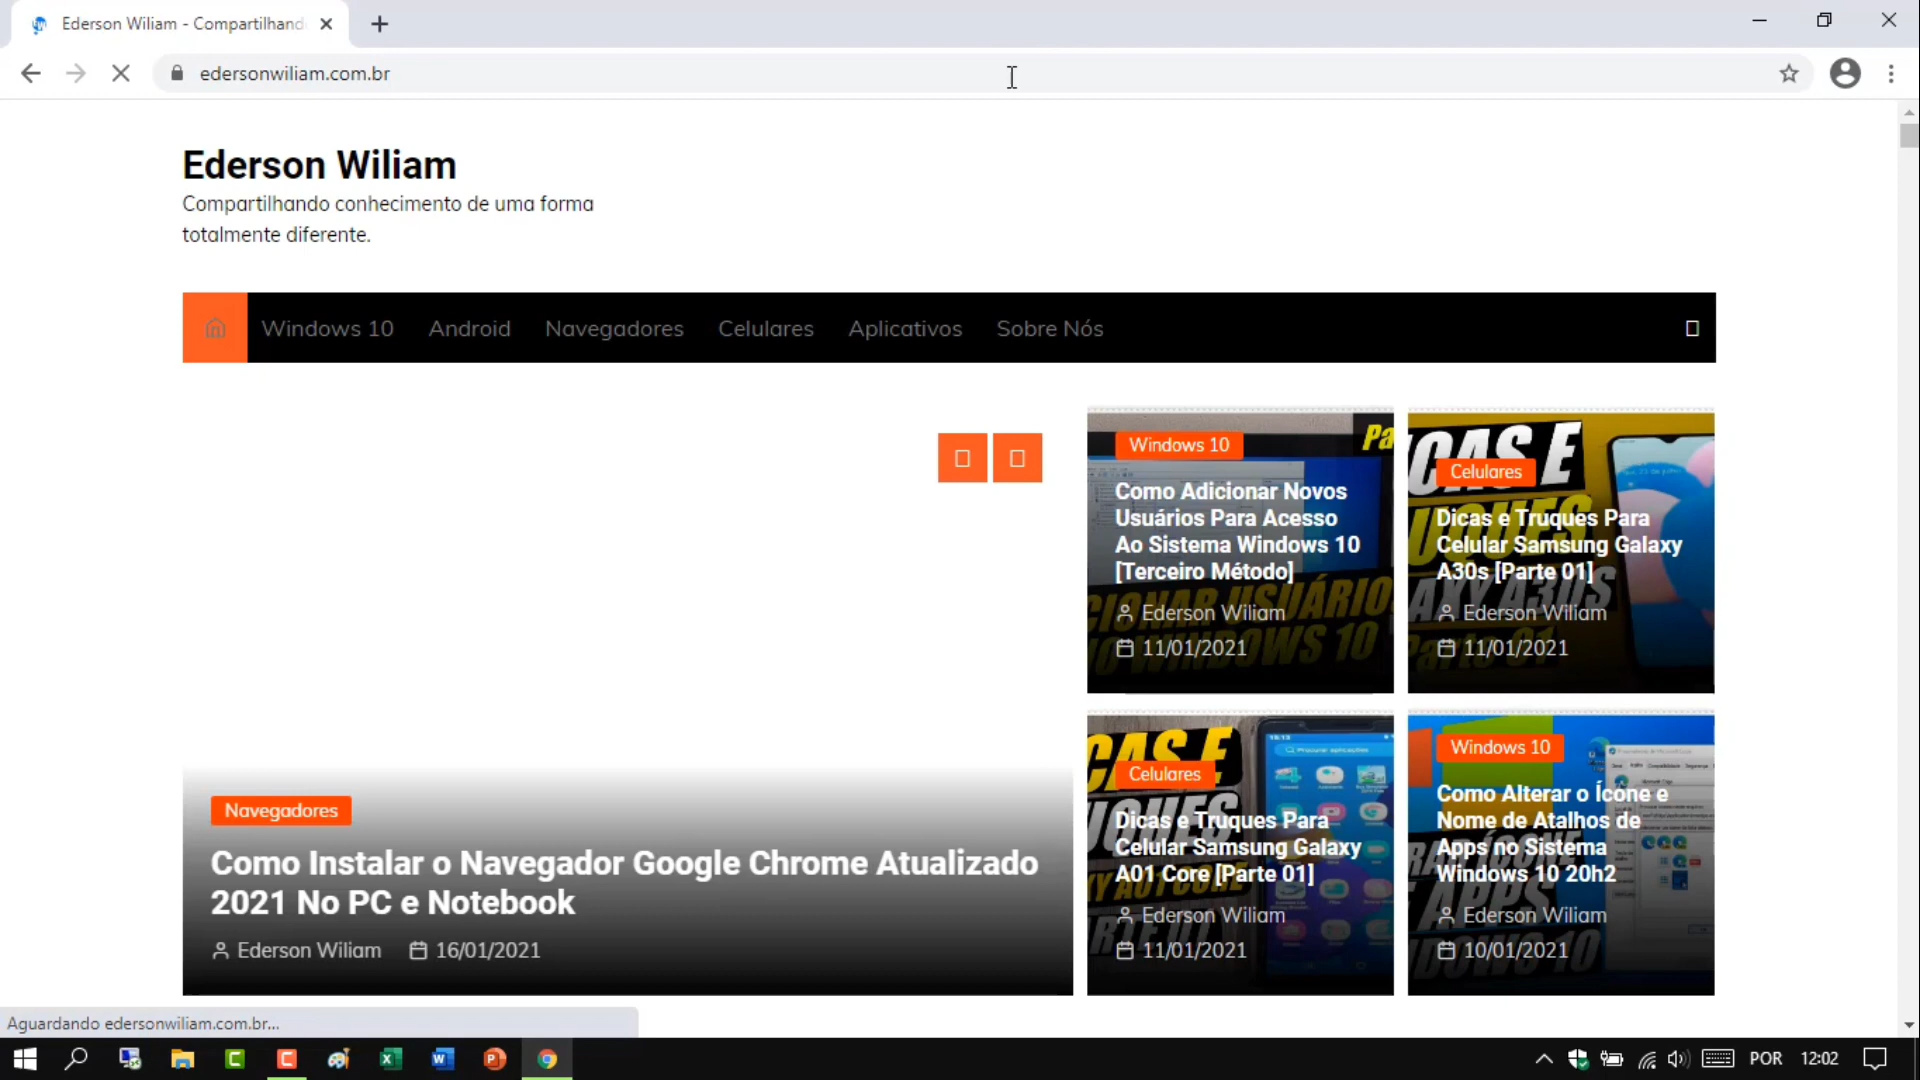 Ederson Wiliam - Compartilhand
edersonwiliam.com.br
Ederson Wiliam
Compartilhando conhecimento de uma forma
totalmente diferente.
Windows 10 Android Navegadores Celulares Aplicativos Sobre Nós
Navegadores
Como Instalar o Navegador Google Chrome Atualizado
2021 No PC e Notebook
Ederson Wiliam 16/01/2021
Windows 10
Como Adicionar Novos
Usuários Para Acesso
Ao Sistema Windows 10
[Terceiro Método]
Ederson Wiliam
11/01/2021
Celulares
Dicas e Truques Para
Celular Samsung Galaxy
A30s [Parte 01]
Ederson Wiliam
11/01/2021
Celulares
Dicas e Truques Para
Celular Samsung Galaxy
A01 Core [Parte 01]
Ederson Wiliam
11/01/2021
Windows 10
Como Alterar o Ícone e
Nome de Atalhos de
Apps no Sistema
Windows 10 20h2
Ederson Wiliam
10/01/2021
Aguardando edersonwiliam.com.br...
POR 12:02